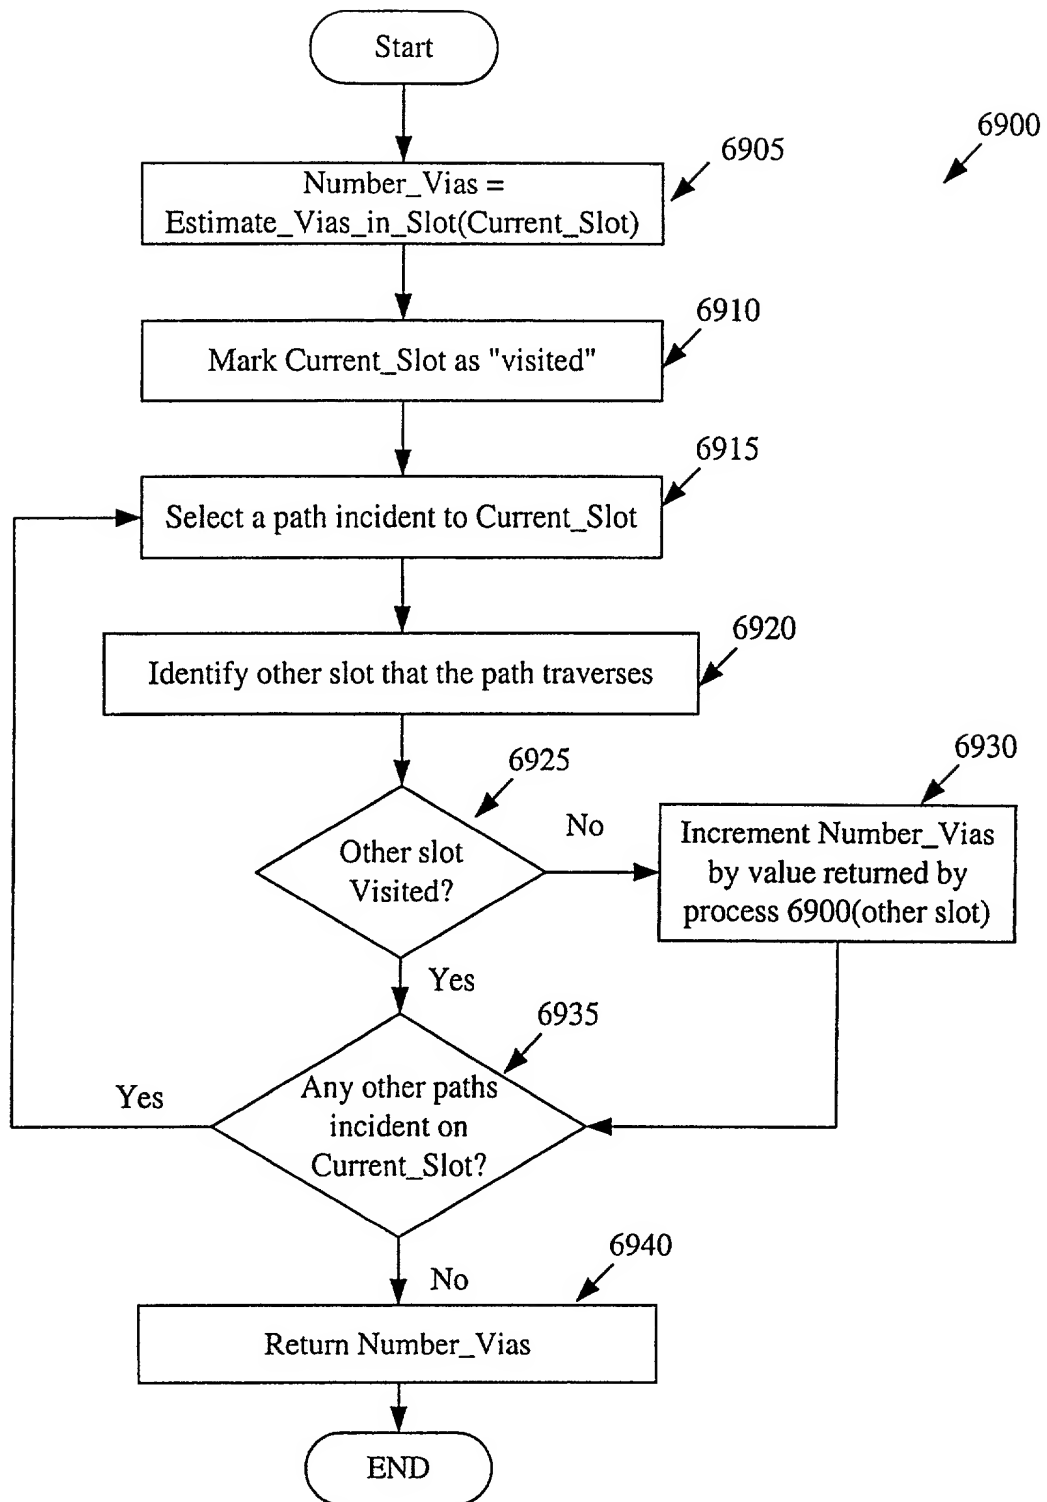 Start
6900
6905
Number_Vias =
Estimate_Vias_in_Slot(Current_Slot)
6910
Mark Current_Slot as "visited"
6915
Select a path incident to Current_Slot
6920
Identify other slot that the path traverses
6925
Other slot
Visited?
No
6930
Increment Number_Vias
by value returned by
process 6900(other slot)
Yes
6935
Any other paths
incident on
Current_Slot?
Yes
No
6940
Return Number_Vias
END